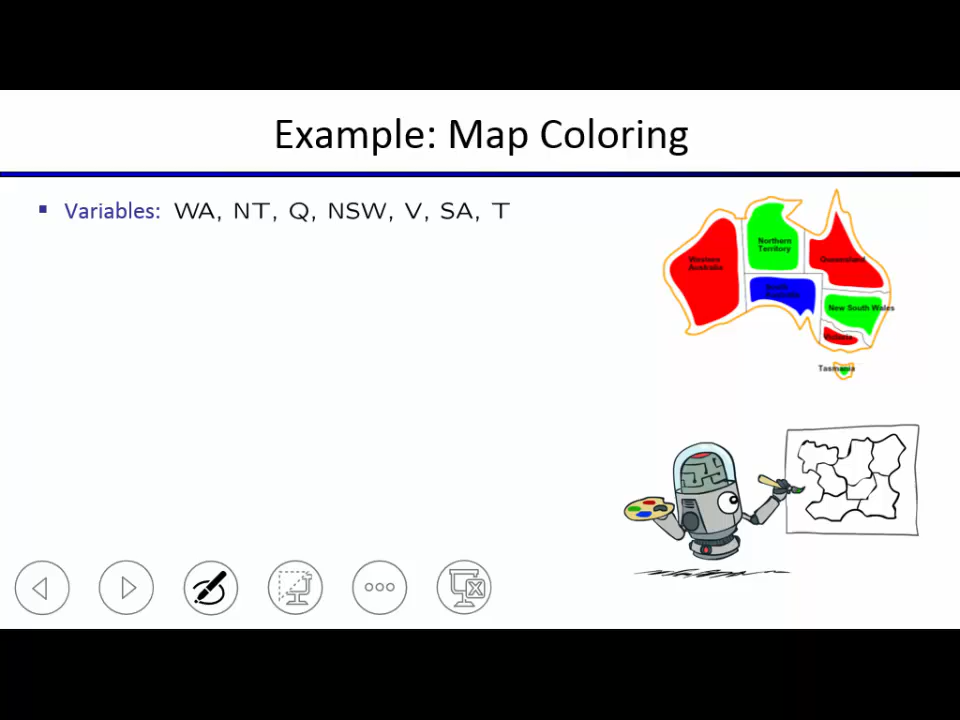 Example: Map Coloring
▪ Variables: WA, NT, Q, NSW, V, SA, T
Northern
Territory
Western
Australia
Queensland
South
Australia
New South Wales
Victoria
Tasmania